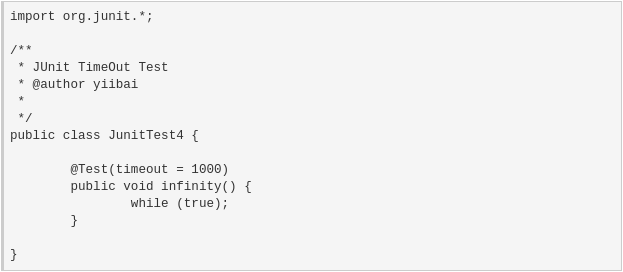 import org.junit.*;

/**
 * JUnit TimeOut Test
 * @author yiibai
 *
 */
public class JunitTest4 {

        @Test(timeout = 1000)
        public void infinity() {
                while (true);
        }

}